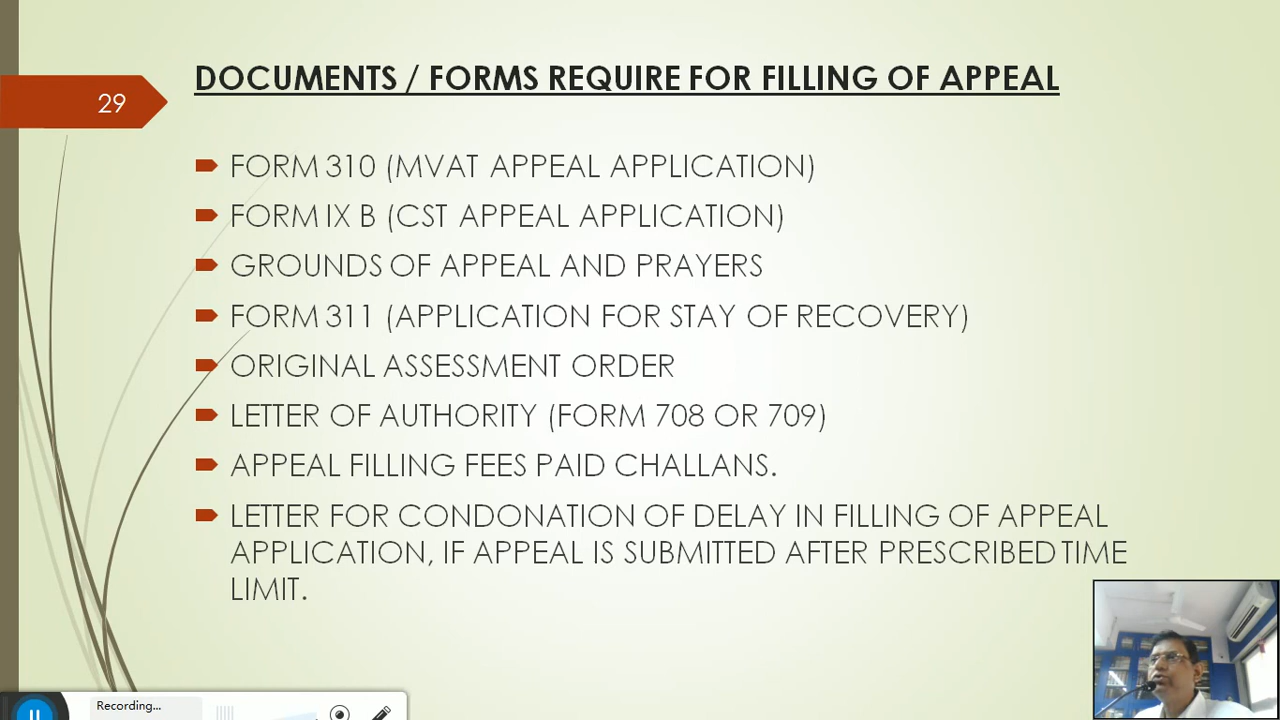 DOCUMENTS / FORMS REQUIRE FOR FILLING OF APPEAL
29
FORM 310 (MVAT APPEAL APPLICATION)
FORM IX B (CST APPEAL APPLICATION)
GROUNDS OF APPEAL AND PRAYERS
FORM 311 (APPLICATION FOR STAY OF RECOVERY)
ORIGINAL ASSESSMENT ORDER
LETTER OF AUTHORITY (FORM 708 OR 709)
APPEAL FILLING FEES PAID CHALLANS.
LETTER FOR CONDONATION OF DELAY IN FILLING OF APPEAL
APPLICATION, IF APPEAL IS SUBMITTED AFTER PRESCRIBED TIME
LIMIT.
Recording...